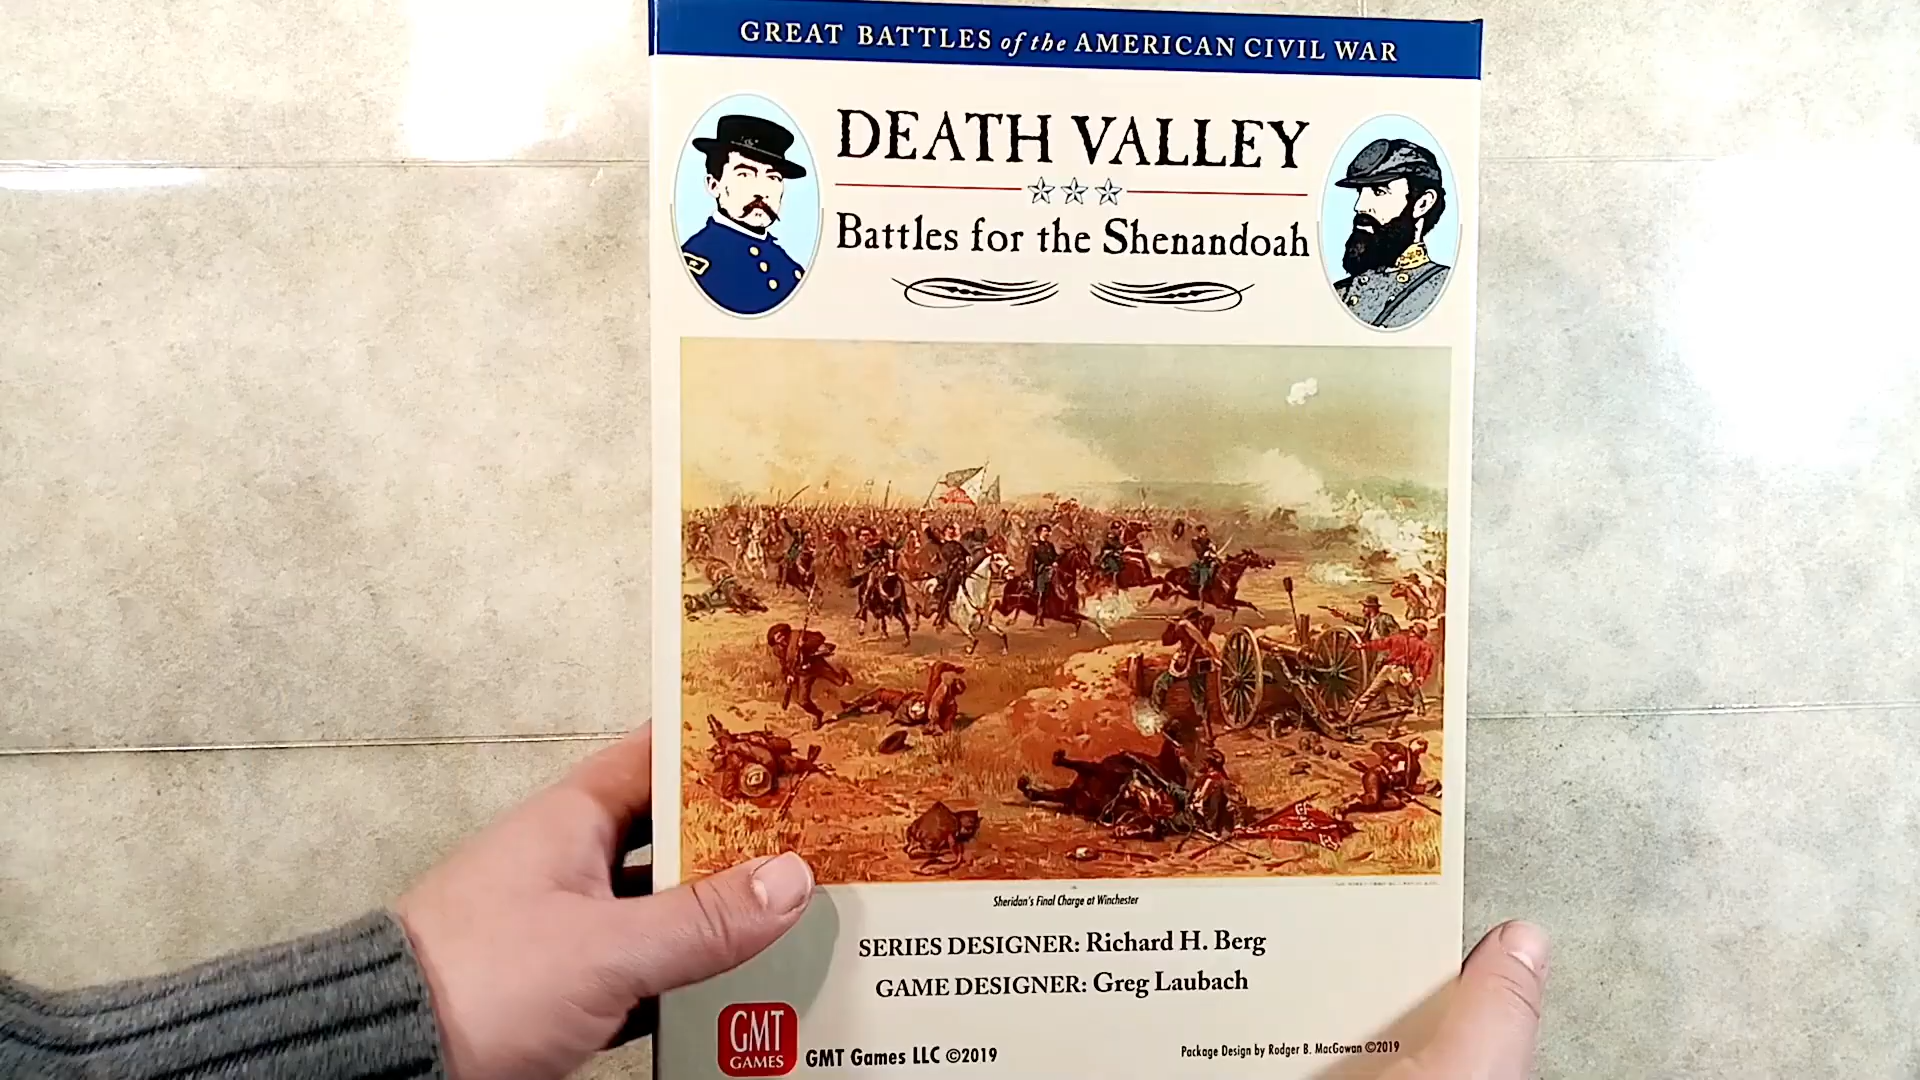 GREAT BATTLES of the AMERICAN CIVIL WAR
DEATH VALLEY
Battles for the Shenandoah
Sheridan's Final Charge at Winchester
SERIES DESIGNER: Richard H. Berg
GAME DESIGNER: Greg Laubach
GMT
GAMES
GMT Games LLC ©2019
Package Design by Rodger B. MacGowan ©2019